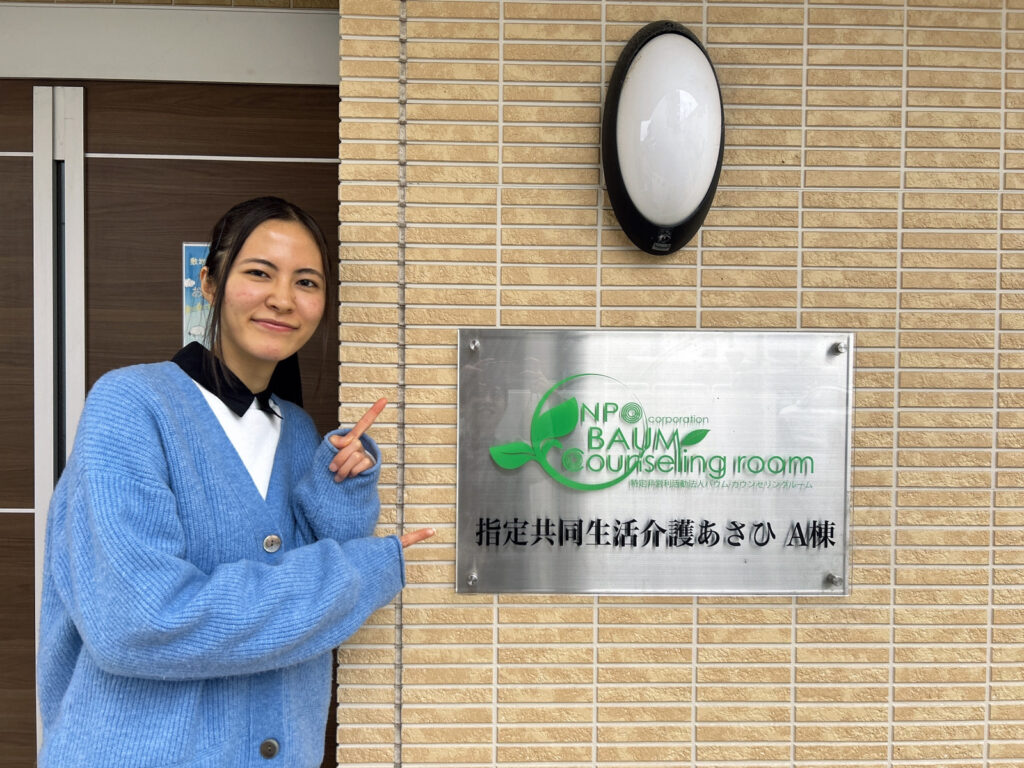 NPO corporation
BAUM
Counseling room
特定非営利活動法人バウムカウンセリングルーム
指定共同生活介護あさひ A棟